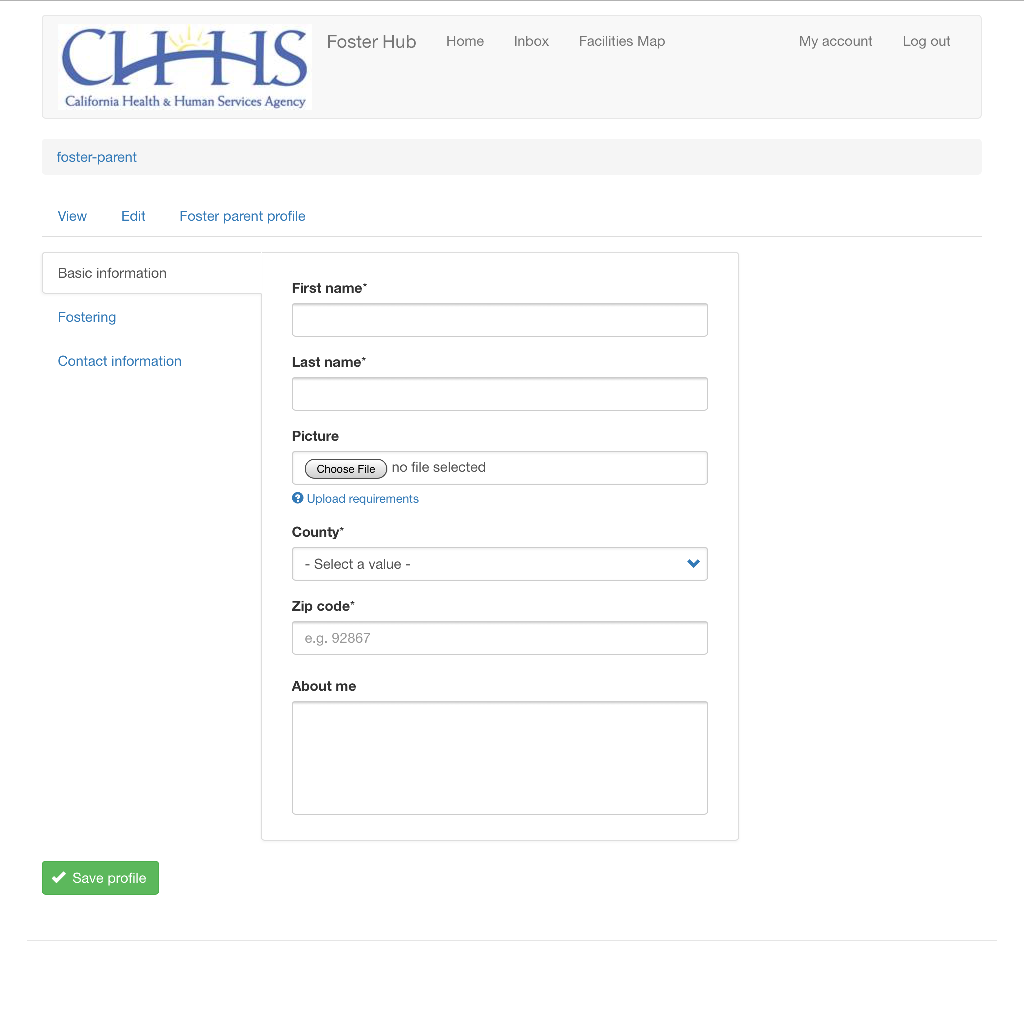 CHHS
California Health & Human Services Agency
Foster Hub Home Inbox Facilities Map My account Log out
foster-parent
View Edit Foster parent profile
Basic information
Fostering
Contact information
First name*
Last name*
Picture
Choose File no file selected
Upload requirements
County*
- Select a value -
Zip code*
e.g. 92867
About me
Save profile